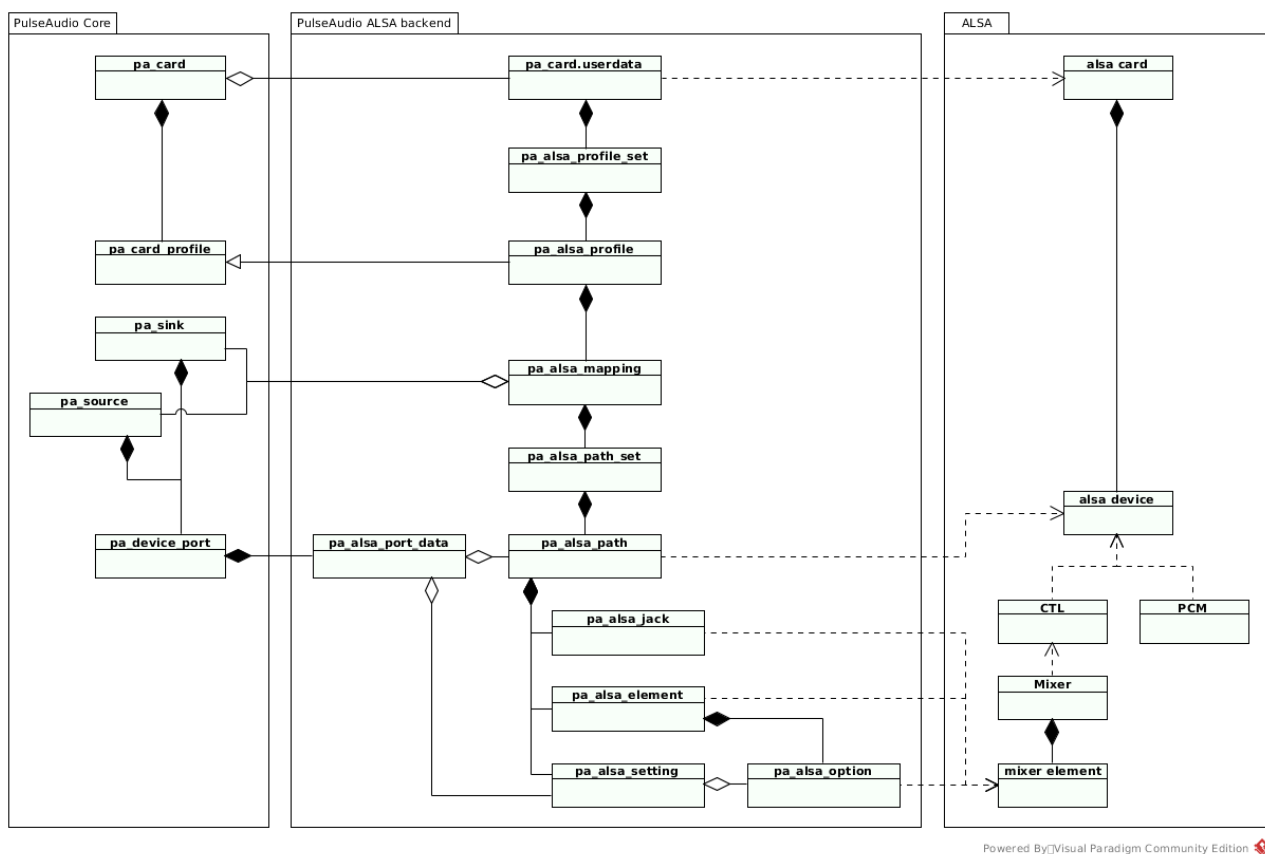 PulseAudio Core
PulseAudio ALSA backend
ALSA
pa_card
pa_card.userdata
alsa card
pa_alsa_profile_set
pa_card_profile
pa_alsa_profile
pa_sink
pa_alsa_mapping
pa_source
pa_alsa_path_set
alsa device
pa_device_port
pa_alsa_port_data
pa_alsa_path
CTL
PCM
pa_alsa_jack
Mixer
pa_alsa_element
pa_alsa_setting
pa_alsa_option
mixer element
Powered By Visual Paradigm Community Edition